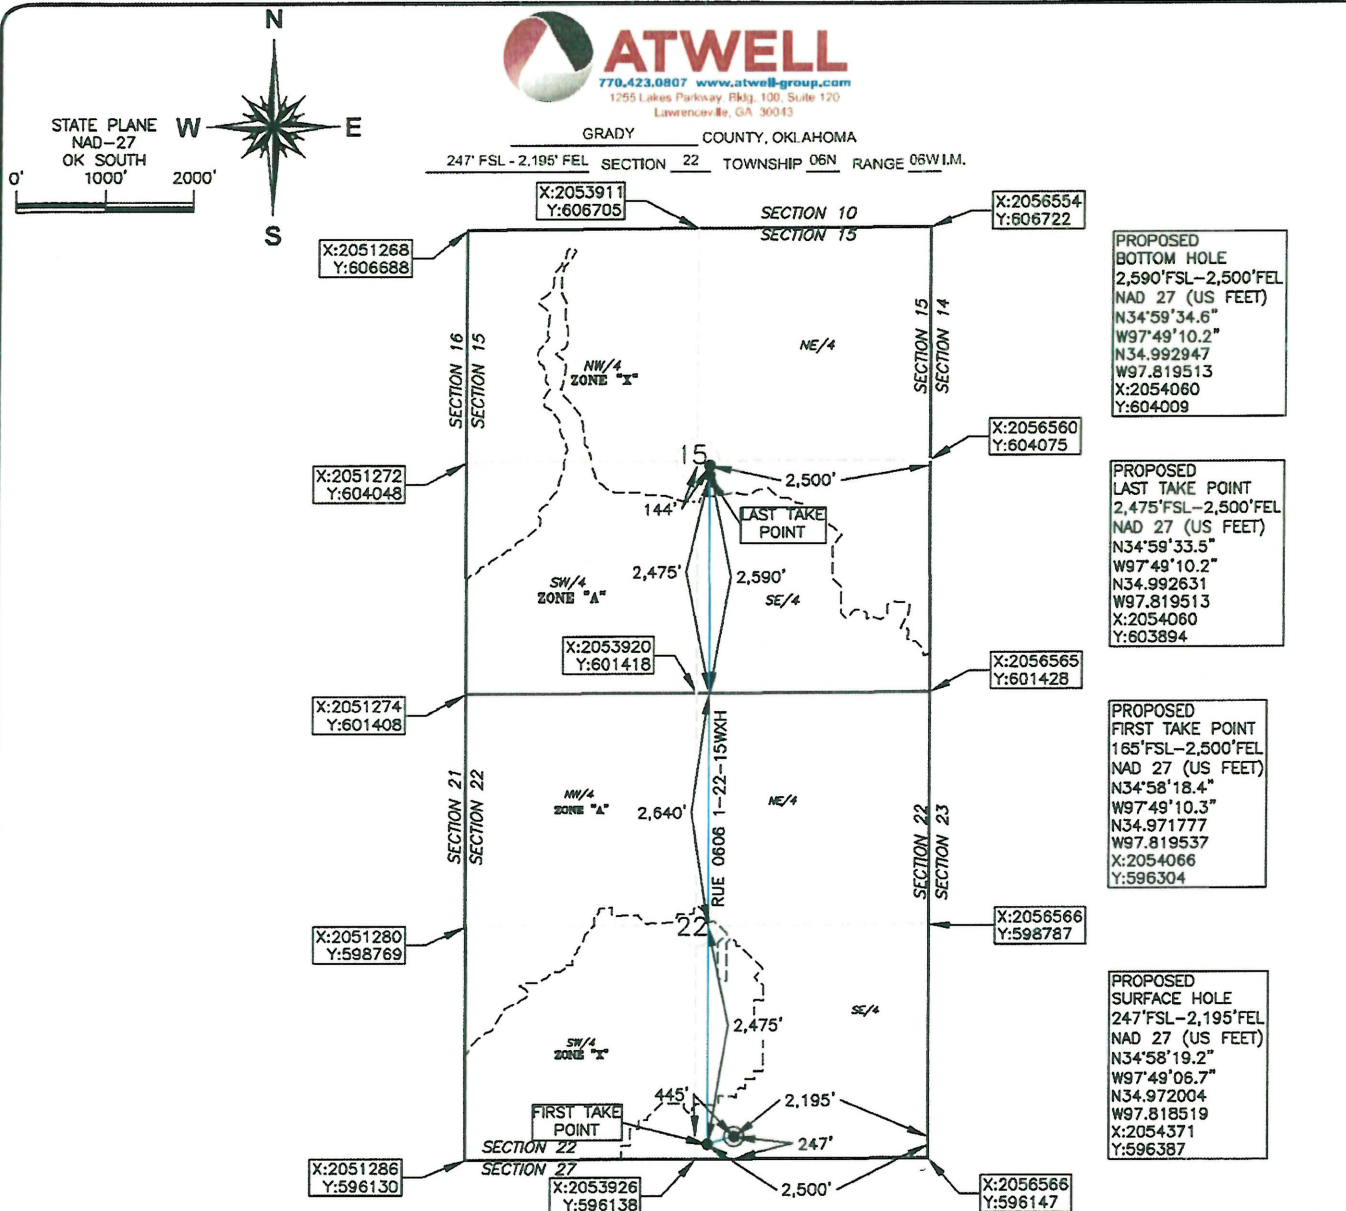 N
W
E
S
STATE PLANE
NAD-27
OK SOUTH
0' 1000' 2000'
ATWELL
770.423.0807 www.atwell-group.com
1255 Lakes Parkway, Bldg. 100, Suite 120
Lawrenceville, GA 30043
GRADY COUNTY, OKLAHOMA
247' FSL - 2,195' FEL SECTION 22 TOWNSHIP 06N RANGE 06W I.M.
X:2053911
Y:606705
SECTION 10
SECTION 15
X:2056554
Y:606722
X:2051268
Y:606688
SECTION 16
SECTION 15
NW/4
ZONE "X"
NE/4
SECTION 15
SECTION 14
X:2056560
Y:604075
X:2051272
Y:604048
15
2,500'
144'
LAST TAKE
POINT
2,475'
2,590'
SW/4
ZONE "A"
SE/4
X:2053920
Y:601418
X:2056565
Y:601428
X:2051274
Y:601408
SECTION 21
SECTION 22
NW/4
ZONE "A"
2,640'
RUE 0606 1-22-15WXH
NE/4
SECTION 22
SECTION 23
X:2051280
Y:598769
22
X:2056566
Y:598787
2,475'
SE/4
SW/4
ZONE "X"
445'
2,195'
FIRST TAKE
POINT
247'
SECTION 22
SECTION 27
X:2051286
Y:596130
X:2053926
Y:596138
2,500'
X:2056566
Y:596147
PROPOSED
BOTTOM HOLE
2,590'FSL-2,500'FEL
NAD 27 (US FEET)
N34°59'34.6"
W97°49'10.2"
N34.992947
W97.819513
X:2054060
Y:604009
PROPOSED
LAST TAKE POINT
2,475'FSL-2,500'FEL
NAD 27 (US FEET)
N34°59'33.5"
W97°49'10.2"
N34.992631
W97.819513
X:2054060
Y:603894
PROPOSED
FIRST TAKE POINT
165'FSL-2,500'FEL
NAD 27 (US FEET)
N34°58'18.4"
W97°49'10.3"
N34.971777
W97.819537
X:2054066
Y:596304
PROPOSED
SURFACE HOLE
247'FSL-2,195'FEL
NAD 27 (US FEET)
N34°58'19.2"
W97°49'06.7"
N34.972004
W97.818519
X:2054371
Y:596387